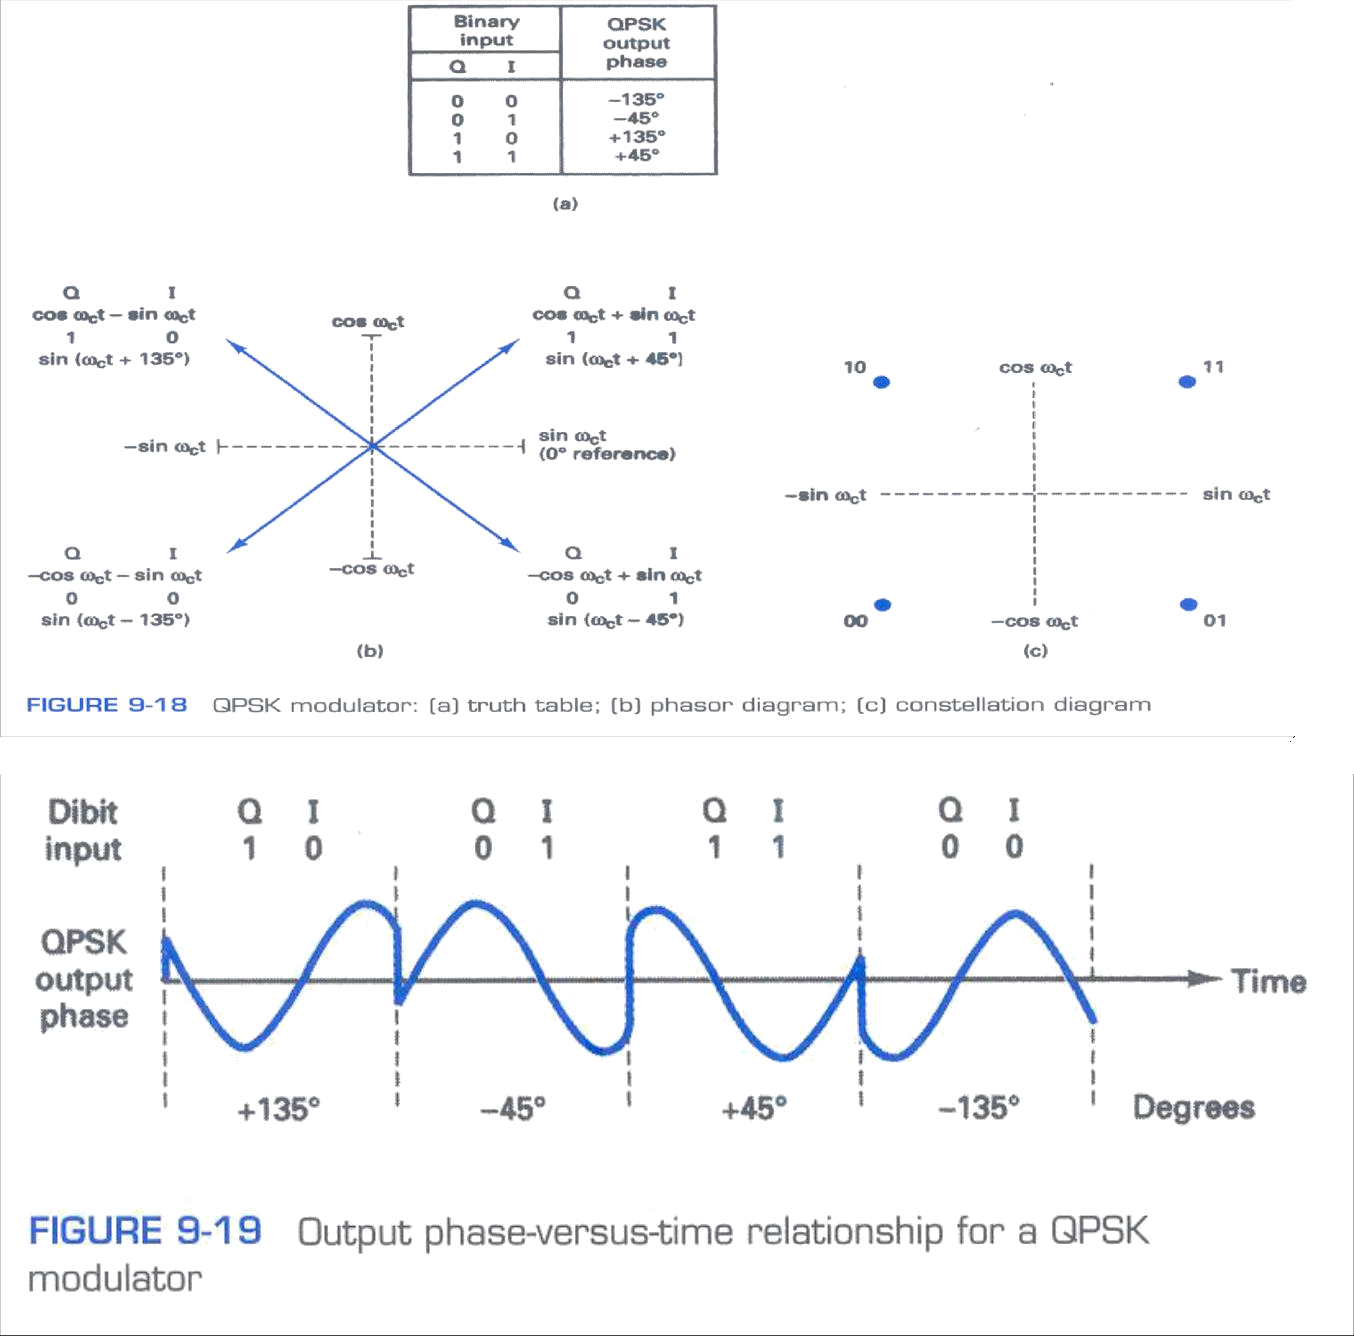 Binary input QPSK output phase
Q I
0 0 −135°
0 1 −45°
1 0 +135°
1 1 +45°
(a)
Q I
cos ωct − sin ωct
1 0
sin (ωct + 135°)
cos ωct
Q I
cos ωct + sin ωct
1 1
sin (ωct + 45°)
−sin ωct
sin ωct
(0° reference)
Q I
−cos ωct − sin ωct
0 0
sin (ωct − 135°)
−cos ωct
Q I
−cos ωct + sin ωct
0 1
sin (ωct − 45°)
(b)
10 cos ωct 11
−sin ωct sin ωct
00 −cos ωct 01
(c)
FIGURE 9-18 QPSK modulator: (a) truth table; (b) phasor diagram; (c) constellation diagram
Dibit input
Q I Q I Q I Q I
1 0 0 1 1 1 0 0
QPSK output phase
Time
+135° −45° +45° −135° Degrees
FIGURE 9-19 Output phase-versus-time relationship for a QPSK
modulator